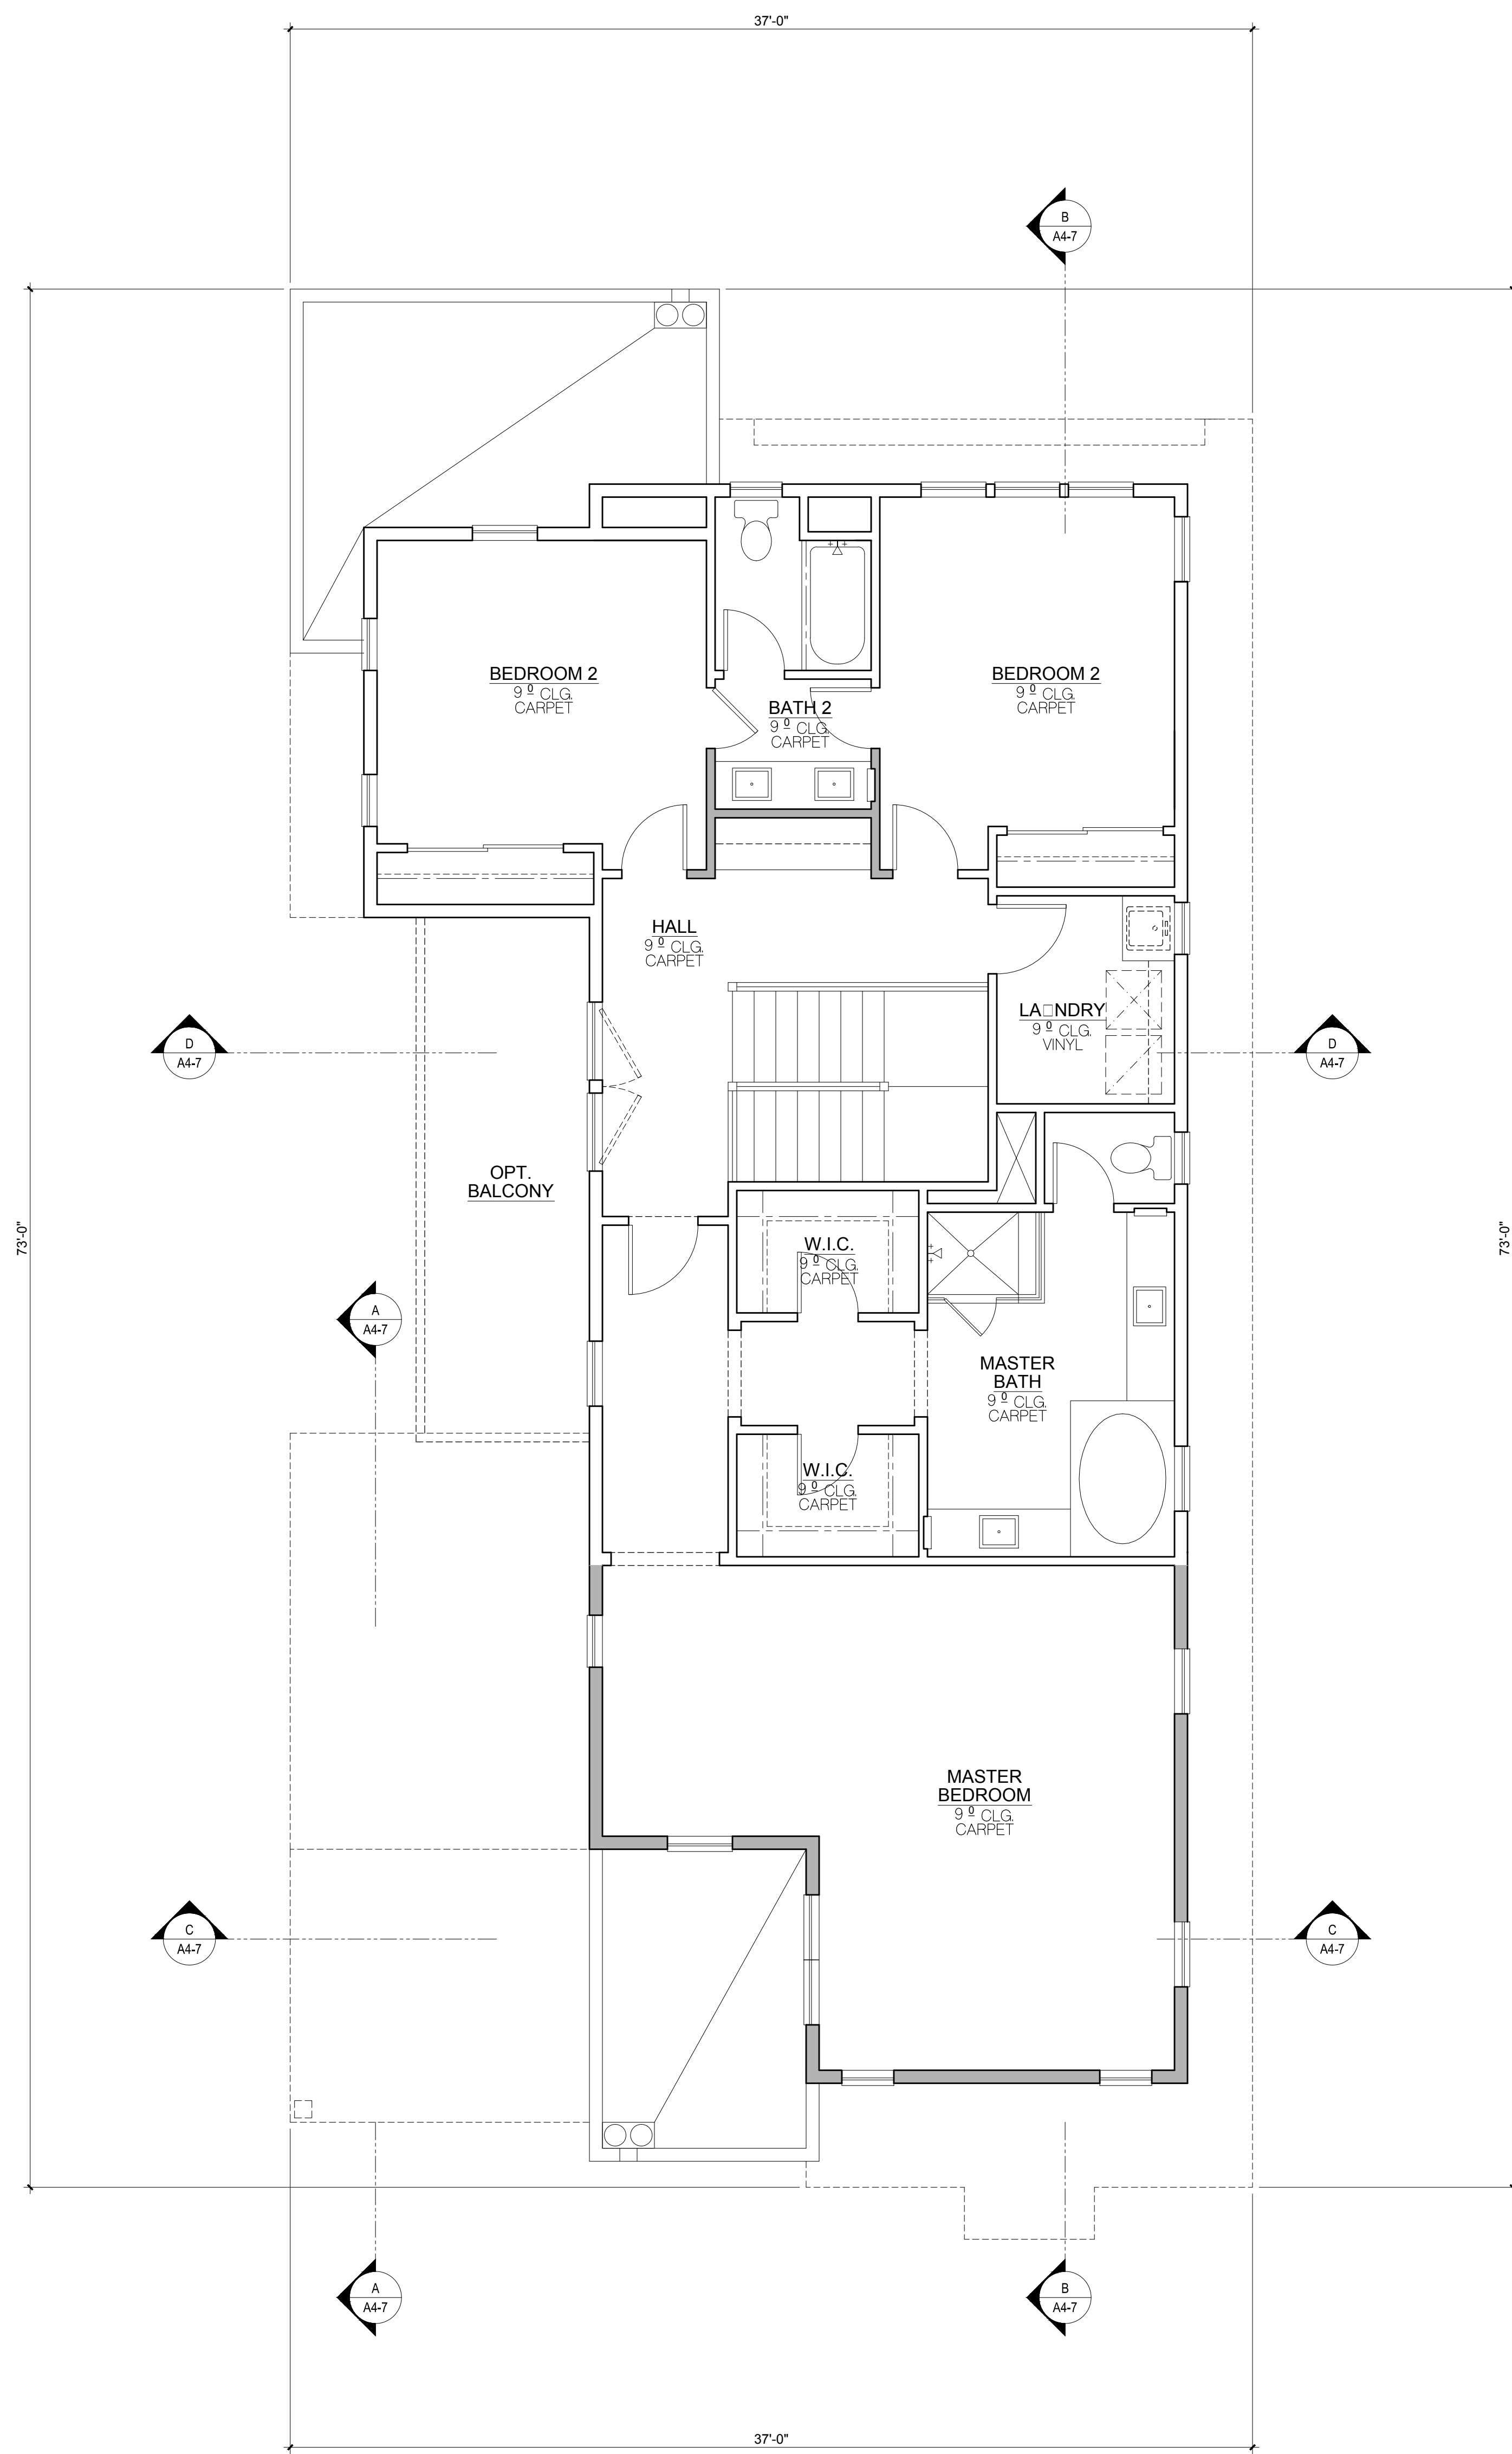 37'-0"
B
A4-7
BEDROOM 2
9 0 CLG.
CARPET
BEDROOM 2
9 0 CLG.
CARPET
BATH 2
9 0 CLG.
CARPET
HALL
9 0 CLG.
CARPET
LA□NDRY
9 0 CLG.
VINYL
D
A4-7
D
A4-7
OPT.
BALCONY
73'-0"
73'-0"
W.I.C.
9 0 CLG.
CARPET
A
A4-7
MASTER
BATH
9 0 CLG.
CARPET
W.I.C.
9 0 CLG.
CARPET
MASTER
BEDROOM
9 0 CLG.
CARPET
C
A4-7
C
A4-7
A
A4-7
B
A4-7
37'-0"